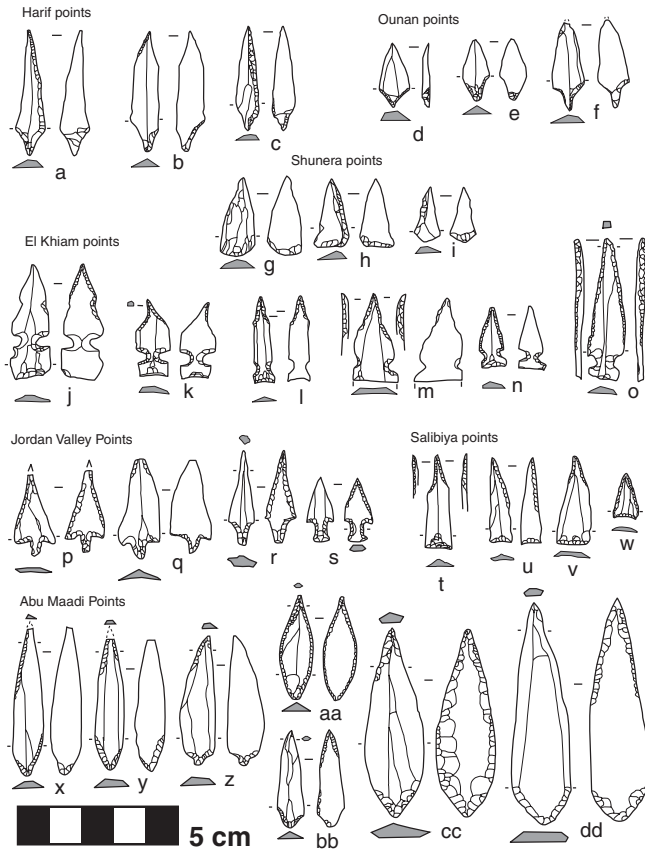 Harif points
Ounan points
a
b
c
d
e
f
Shunera points
g
h
i
El Khiam points
j
k
l
m
n
o
Jordan Valley Points
Salibiya points
p
q
r
s
t
u
v
w
Abu Maadi Points
x
y
z
aa
bb
cc
dd
5 cm